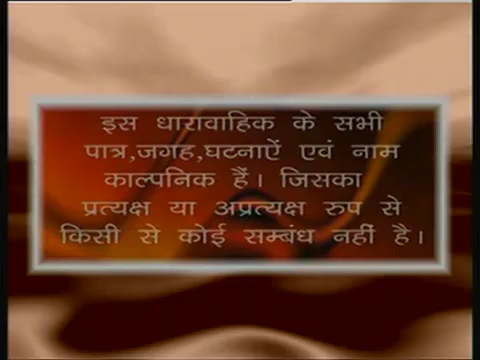 इस धारावाहिक के सभी
पात्र,जगह,घटनाऐं एवं नाम
काल्पनिक हैं। जिसका
प्रत्यक्ष या अप्रत्यक्ष रुप से
किसी से कोई सम्बंध नहीं है।